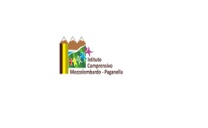 Istituto
Comprensivo
Mezzolombardo - Paganella